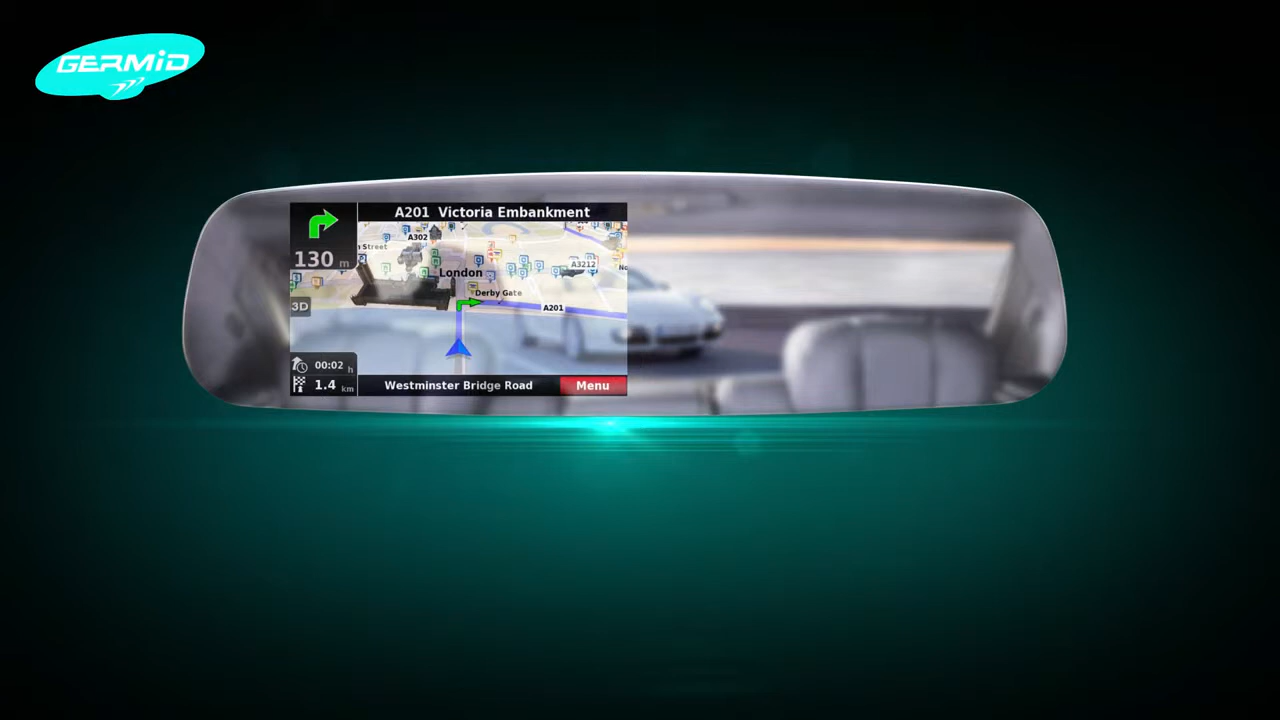 GERMiD
A201 Victoria Embankment
A302
Street
130 m
London
A3212
Derby Gate
3D
A201
00:02 h
1.4 km
Westminster Bridge Road
Menu